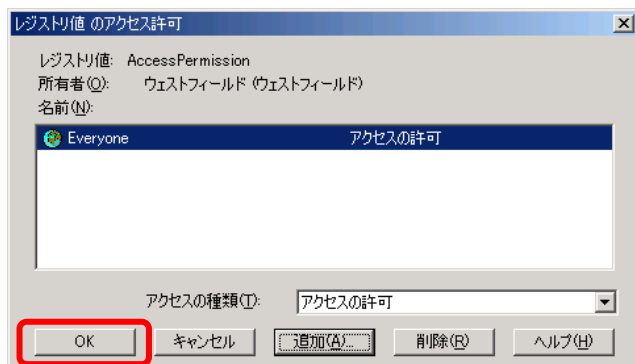 レジストリ値 のアクセス許可
レジストリ値: AccessPermission
所有者(O): ウェストフィールド (ウェストフィールド)
名前(N):
Everyone アクセスの許可
アクセスの種類(T): アクセスの許可
OK キャンセル 追加(A)... 削除(R) ヘルプ(H)